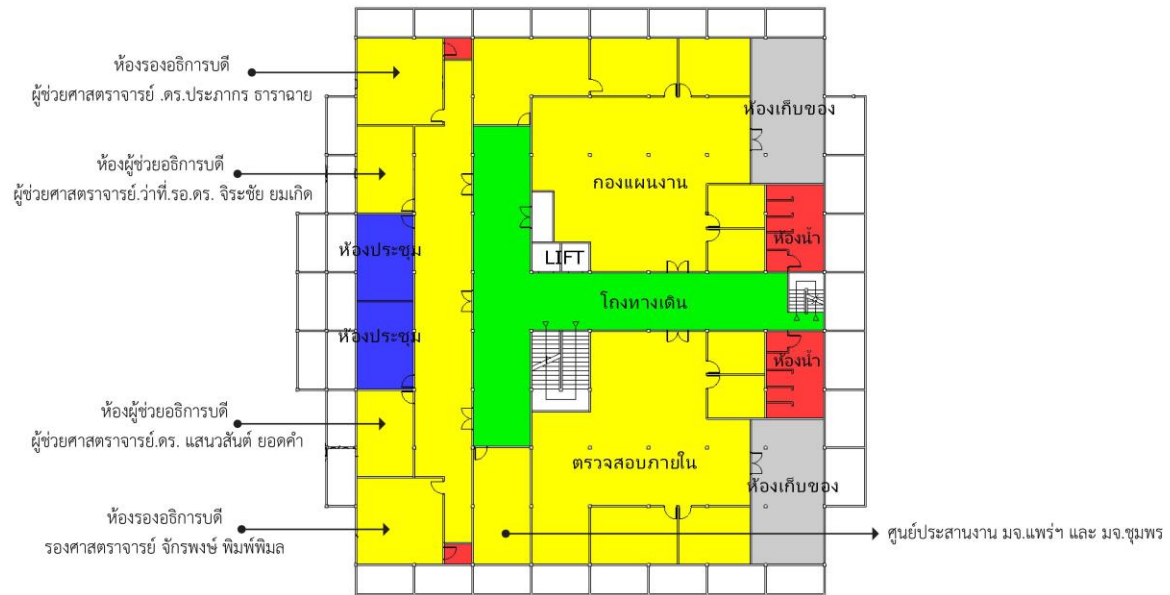 ห้องรองอธิการบดี
ผู้ช่วยศาสตราจารย์ .ดร.ประภากร ธาราฉาย
ห้องผู้ช่วยอธิการบดี
ผู้ช่วยศาสตราจารย์.ว่าที่.รอ.ดร. จิระชัย ยมเกิด
ห้องประชุม
ห้องประชุม
ห้องผู้ช่วยอธิการบดี
ผู้ช่วยศาสตราจารย์.ดร. แสนวสันต์ ยอดคำ
ห้องรองอธิการบดี
รองศาสตราจารย์ จักรพงษ์ พิมพ์พิมล
ห้องเก็บของ
กองแผนงาน
ห้องน้ำ
LIFT
โถงทางเดิน
ห้องน้ำ
ตรวจสอบภายใน
ห้องเก็บของ
ศูนย์ประสานงาน มจ.แพร่ฯ และ มจ.ชุมพร